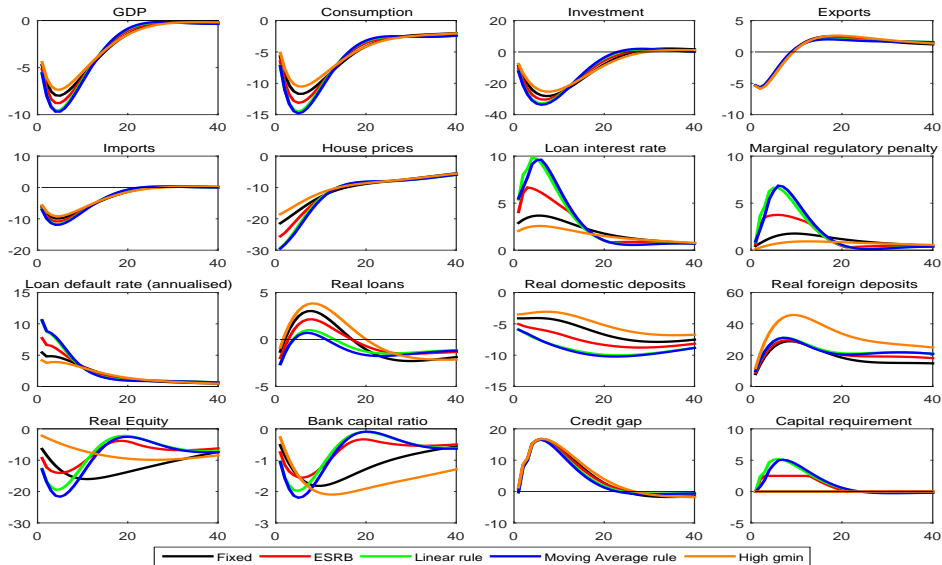 GDP Consumption Investment Exports
0 0 20 5
-5 -5 0 0
-10 -20 -5
-10 -15 -40 -10
0 20 40 0 20 40 0 20 40 0 20 40
Imports House prices Loan interest rate Marginal regulatory penalty
10 0 10 10
0 -10 5 5
-10 -20
-20 -30 0 0
0 20 40 0 20 40 0 20 40 0 20 40
Loan default rate (annualised) Real loans Real domestic deposits Real foreign deposits
15 5 0 60
10 0 -5 40
5 -10 20
0 -5 -15 0
0 20 40 0 20 40 0 20 40 0 20 40
Real Equity Bank capital ratio Credit gap Capital requirement
0 0 20 10
-10 -1 10 5
-20 -2 0 0
-30 -3 -10 -5
0 20 40 0 20 40 0 20 40 0 20 40
Fixed ESRB Linear rule Moving Average rule High gmin